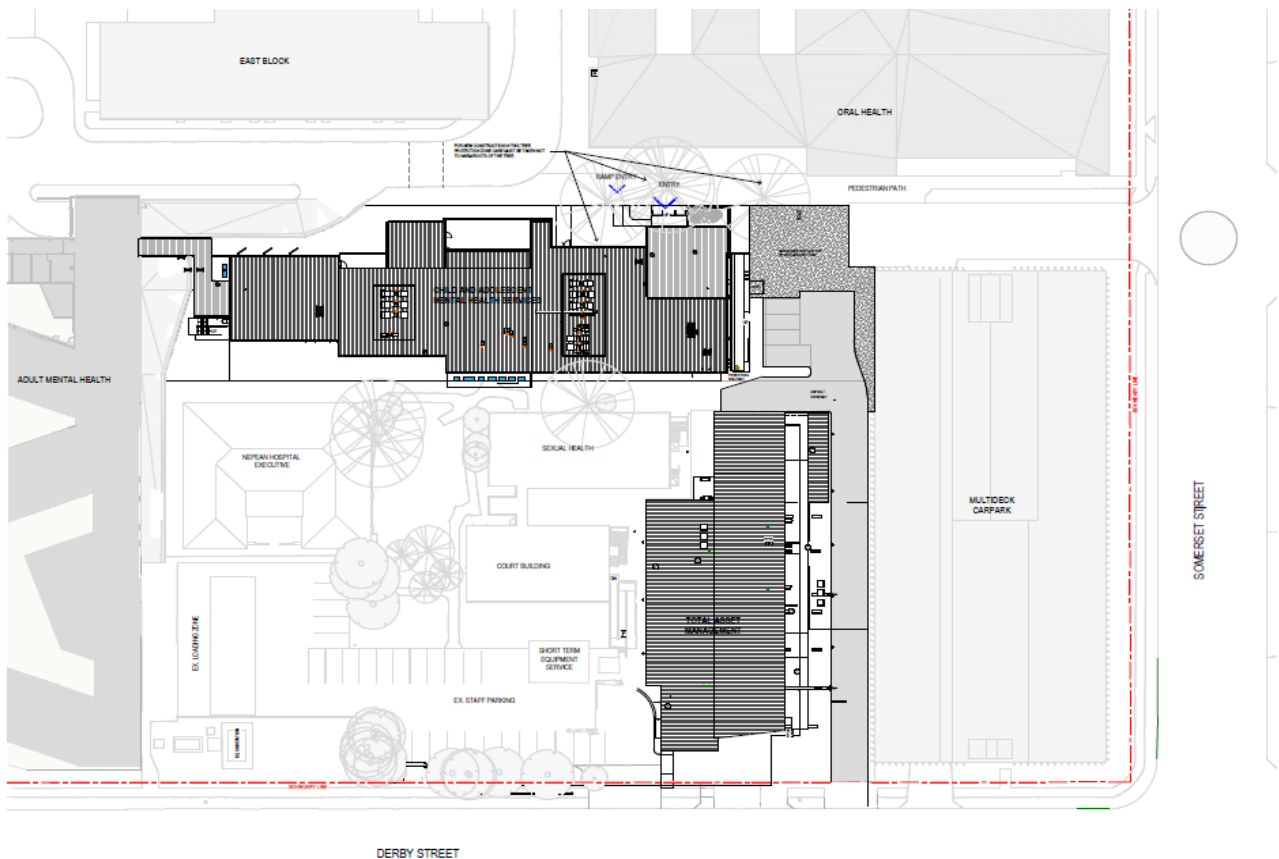 EAST BLOCK
ORAL HEALTH
RAMP ENTRY
ENTRY
PEDESTRIAN PATH
CHILD AND ADOLESCENT
MENTAL HEALTH SERVICES
ADULT MENTAL HEALTH
BOUNDARY LINE
NEPEAN HOSPITAL
EXECUTIVE
SEXUAL HEALTH
MULTIDECK
CARPARK
SOMERSET STREET
COURT BUILDING
TOTAL ASSET
MANAGEMENT
EX. LOADING ZONE
SHORT TERM
EQUIPMENT
SERVICE
EX. STAFF PARKING
BOUNDARY LINE
DERBY STREET